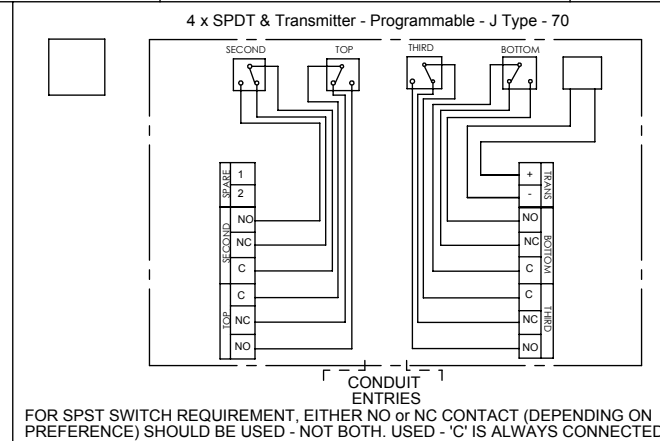 4 x SPDT & Transmitter - Programmable - J Type - 70
SECOND TOP THIRD BOTTOM
SPARE
1
2
SECOND
NO
NC
C
TOP
C
NC
NO
TRANS
+
-
BOTTOM
NO
NC
C
THIRD
C
NC
NO
CONDUIT
ENTRIES
FOR SPST SWITCH REQUIREMENT, EITHER NO or NC CONTACT (DEPENDING ON
PREFERENCE) SHOULD BE USED - NOT BOTH. USED - 'C' IS ALWAYS CONNECTED